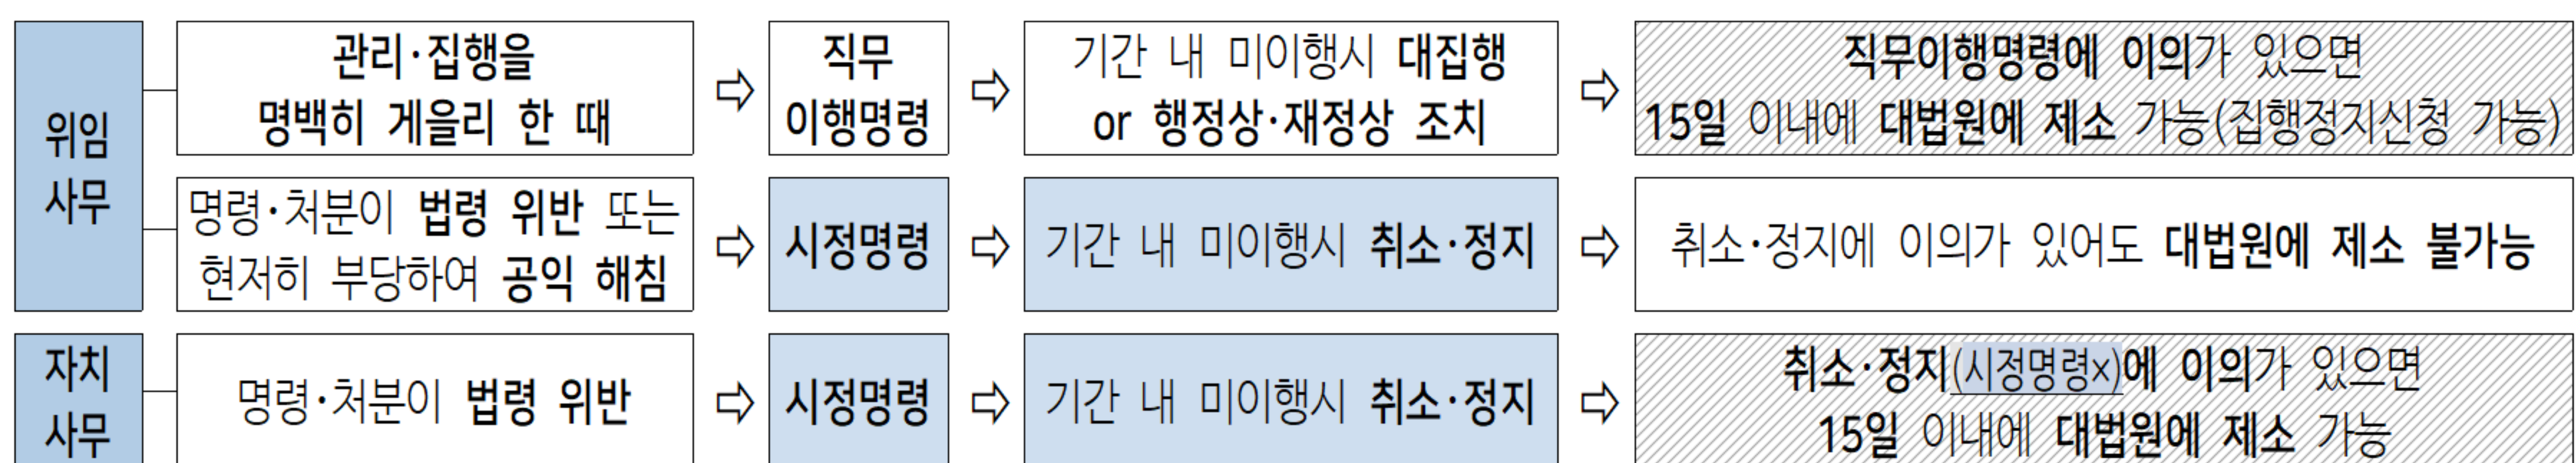 위임
사무
관리·집행을
명백히 게을리 한 때
직무
이행명령
기간 내 미이행시 대집행
or 행정상·재정상 조치
직무이행명령에 이의가 있으면
15일 이내에 대법원에 제소 가능(집행정지신청 가능)
명령·처분이 법령 위반 또는
현저히 부당하여 공익 해침
시정명령
기간 내 미이행시 취소·정지
취소·정지에 이의가 있어도 대법원에 제소 불가능
자치
사무
명령·처분이 법령 위반
시정명령
기간 내 미이행시 취소·정지
취소·정지(시정명령×)에 이의가 있으면
15일 이내에 대법원에 제소 가능